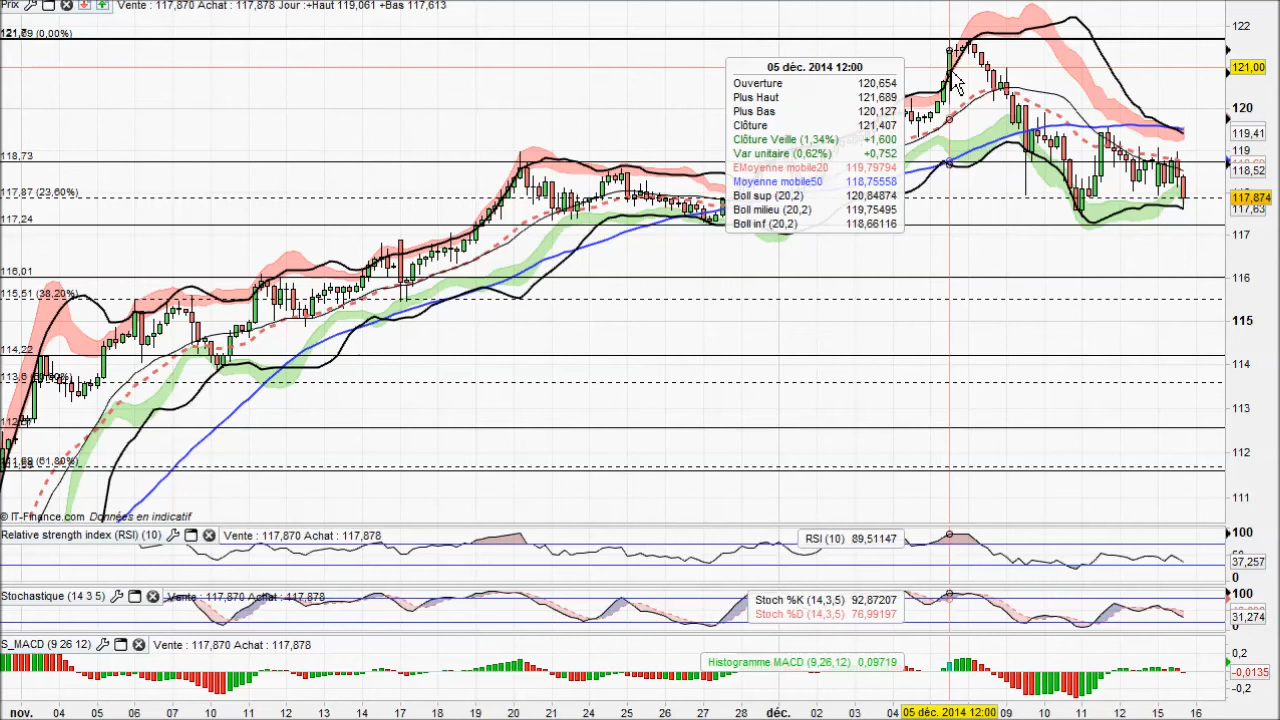 Prix Vente : 117,870 Achat : 117,878 Jour :+Haut 119,061 +Bas 117,613
(0,00%)
122
121,00
120
119,41
119
118,52
117,874
117,63
117
116
115
114
113
112
111
118,73
117,87 (23,60%)
117,24
116,01
115,51 (38,20%)
114,22
(61,80%)
05 déc. 2014 12:00
Ouverture 120,654
Plus Haut 121,689
Plus Bas 120,127
Clôture 121,407
Clôture Veille (1,34%) +1,600
Var unitaire (0,62%) +0,752
EMoyenne mobile20 119,79794
Moyenne mobile50 118,75558
Boll sup (20,2) 120,84874
Boll milieu (20,2) 119,75495
Boll inf (20,2) 118,66116
© IT-Finance.com Données en indicatif
Relative strength index (RSI) (10) Vente : 117,870 Achat : 117,878
RSI (10) 89,51147
100
37,257
0
Stochastique (14 3 5) Vente : 117,870 Achat : 117,878
Stoch %K (14,3,5) 92,87207
Stoch %D (14,3,5) 76,99197
100
31,274
S_MACD (9 26 12) Vente : 117,870 Achat : 117,878
Histogramme MACD (9,26,12) 0,09719
0,2
-0,0135
-0,2
nov. 04 05 06 07 10 11 12 13 14 17 18 19 20 21 24 25 26 27 28 déc. 02 03 04 05 déc. 2014 12:00 09 10 11 12 15 16